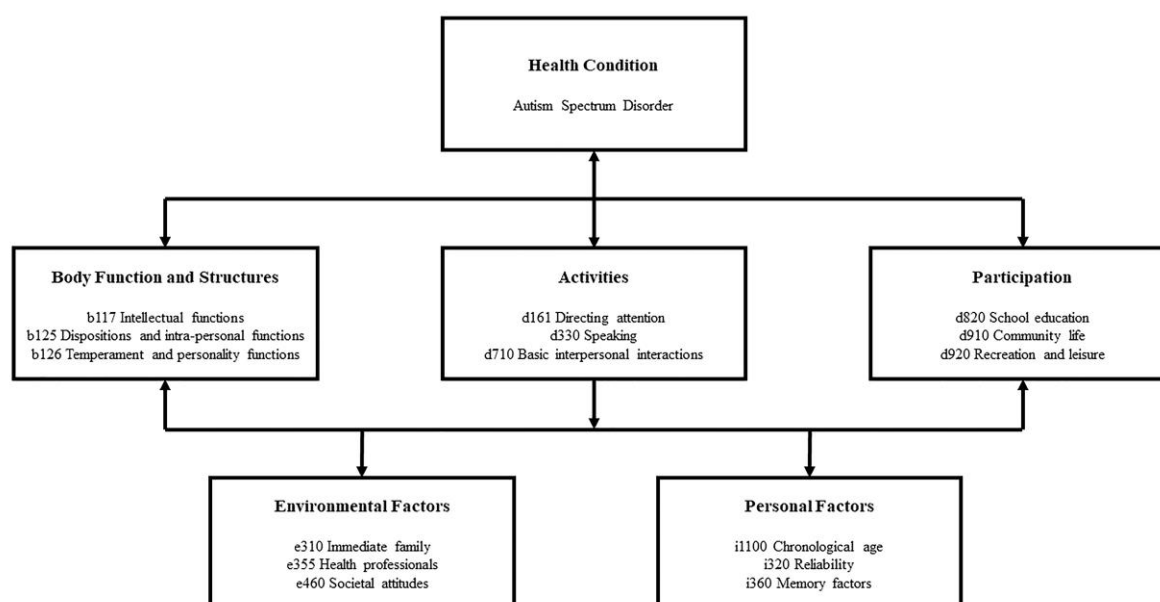 Health Condition
Autism Spectrum Disorder
Body Function and Structures
b117 Intellectual functions
b125 Dispositions and intra-personal functions
b126 Temperament and personality functions
Activities
d161 Directing attention
d330 Speaking
d710 Basic interpersonal interactions
Participation
d820 School education
d910 Community life
d920 Recreation and leisure
Environmental Factors
e310 Immediate family
e355 Health professionals
e460 Societal attitudes
Personal Factors
i1100 Chronological age
i320 Reliability
i360 Memory factors